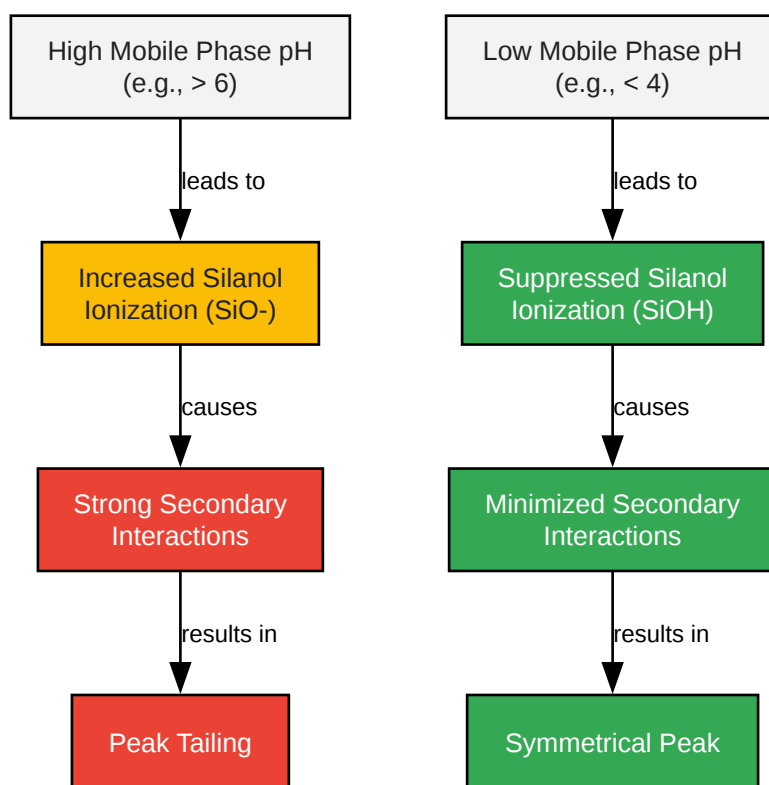 High Mobile Phase pH
(e.g., > 6)
leads to
Increased Silanol
Ionization (SiO-)
causes
Strong Secondary
Interactions
results in
Peak Tailing
Low Mobile Phase pH
(e.g., < 4)
leads to
Suppressed Silanol
Ionization (SiOH)
causes
Minimized Secondary
Interactions
results in
Symmetrical Peak